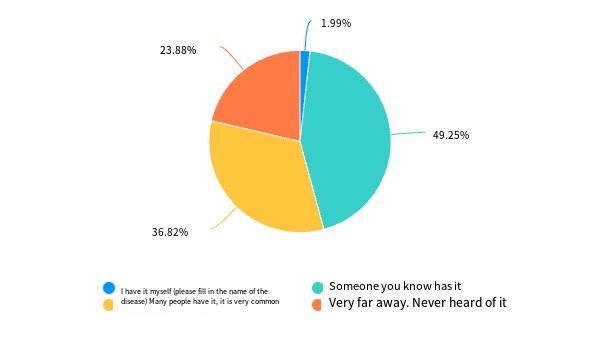 1.99%
23.88%
49.25%
36.82%
I have it myself (please fill in the name of the
disease) Many people have it, it is very common
Someone you know has it
Very far away. Never heard of it